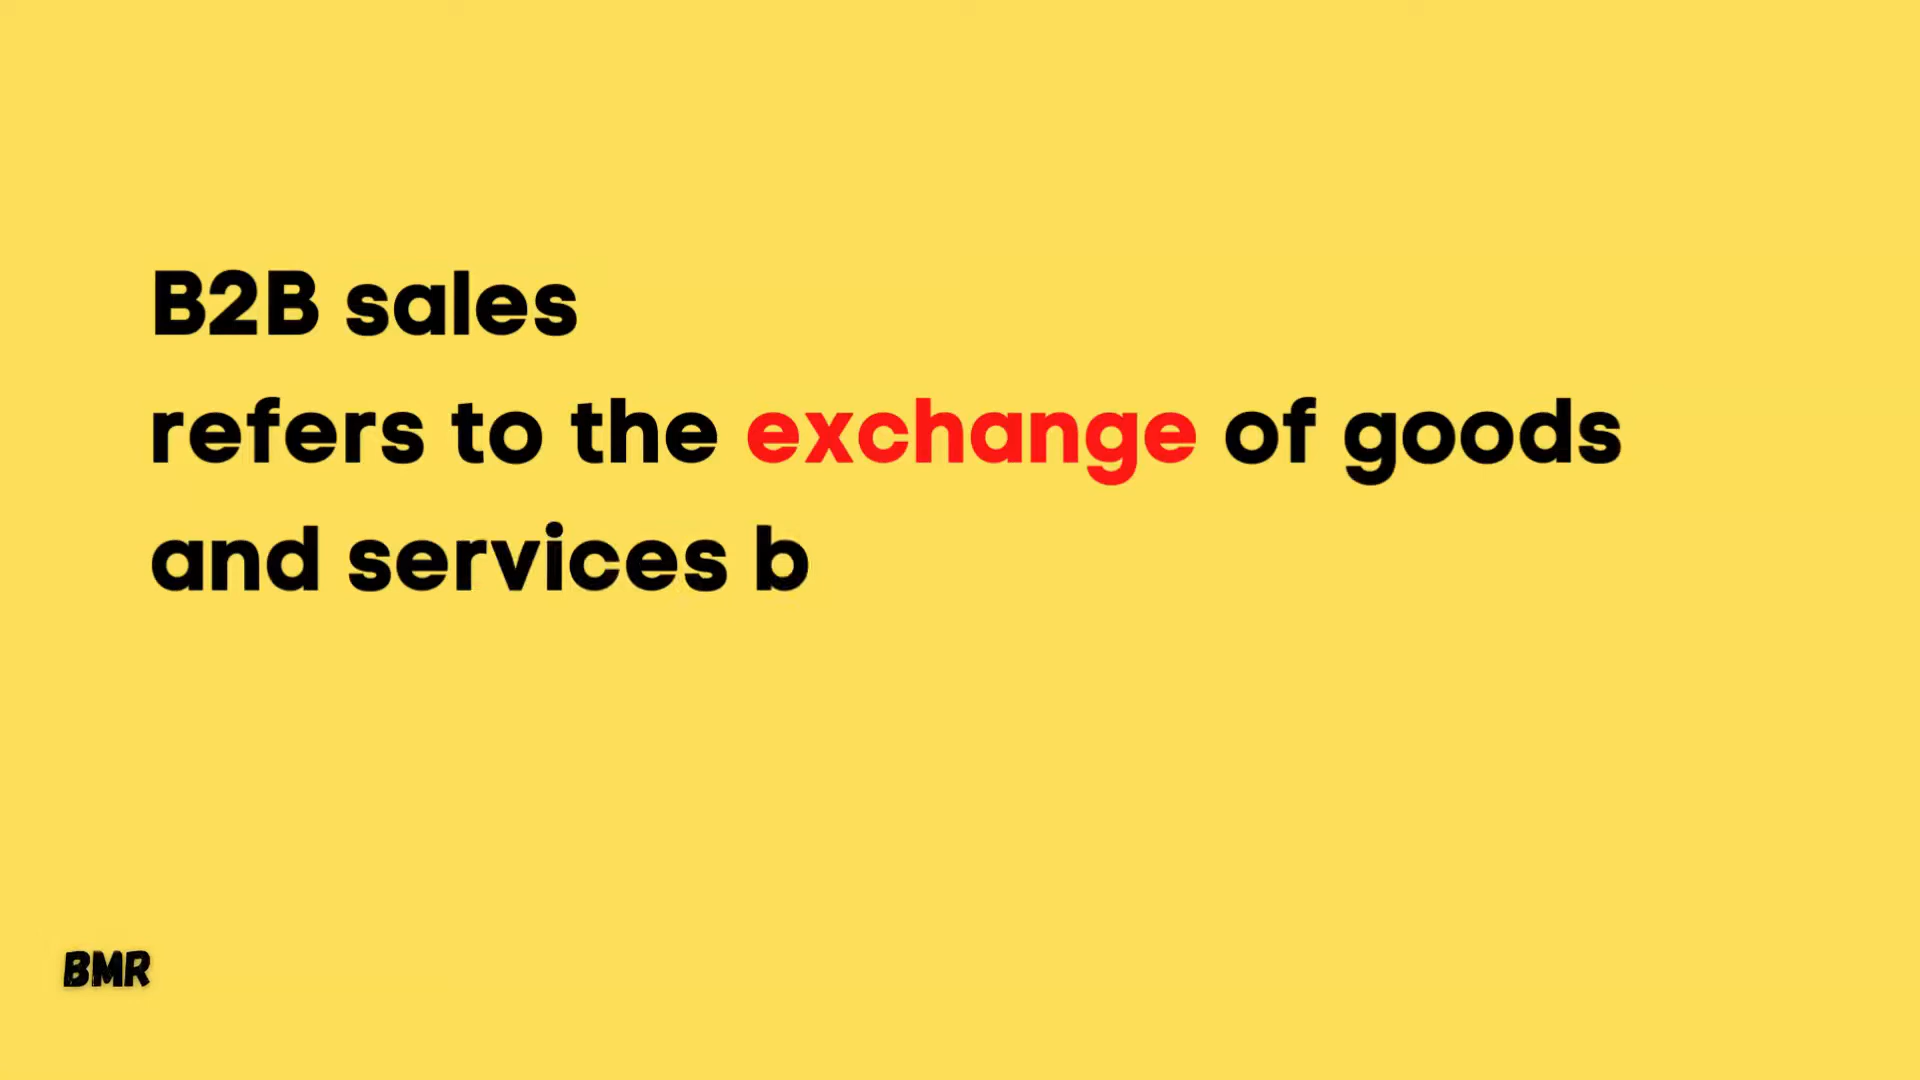 B2B sales
refers to the exchange of goods
and services b
BMR